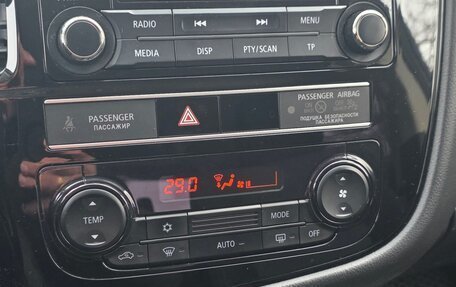 RADIO MENU
MEDIA DISP PTY/SCAN TP
PASSENGER
ПАССАЖИР
PASSENGER AIRBAG
ON OFF
ПОДУШКА БЕЗОПАСНОСТИ
ПАССАЖИРА
29.0
TEMP
MODE
AUTO